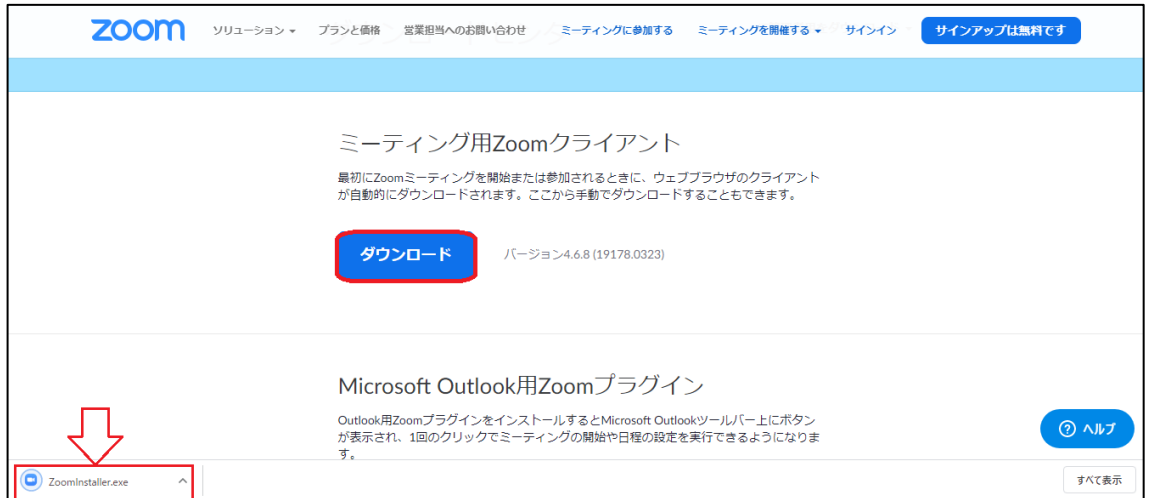 zoom ソリューション プランと価格 営業担当へのお問い合わせ ミーティングに参加する ミーティングを開催する サインイン サインアップは無料です
ミーティング用Zoomクライアント
最初にZoomミーティングを開始または参加されるときに、ウェブブラウザのクライアント
が自動的にダウンロードされます。ここから手動でダウンロードすることもできます。
ダウンロード バージョン4.6.8 (19178.0323)
Microsoft Outlook用Zoomプラグイン
Outlook用ZoomプラグインをインストールするとMicrosoft Outlookツールバー上にボタン
が表示され、1回のクリックでミーティングの開始や日程の設定を実行できるようになりま
す。
ヘルプ
ZoomInstaller.exe すべて表示